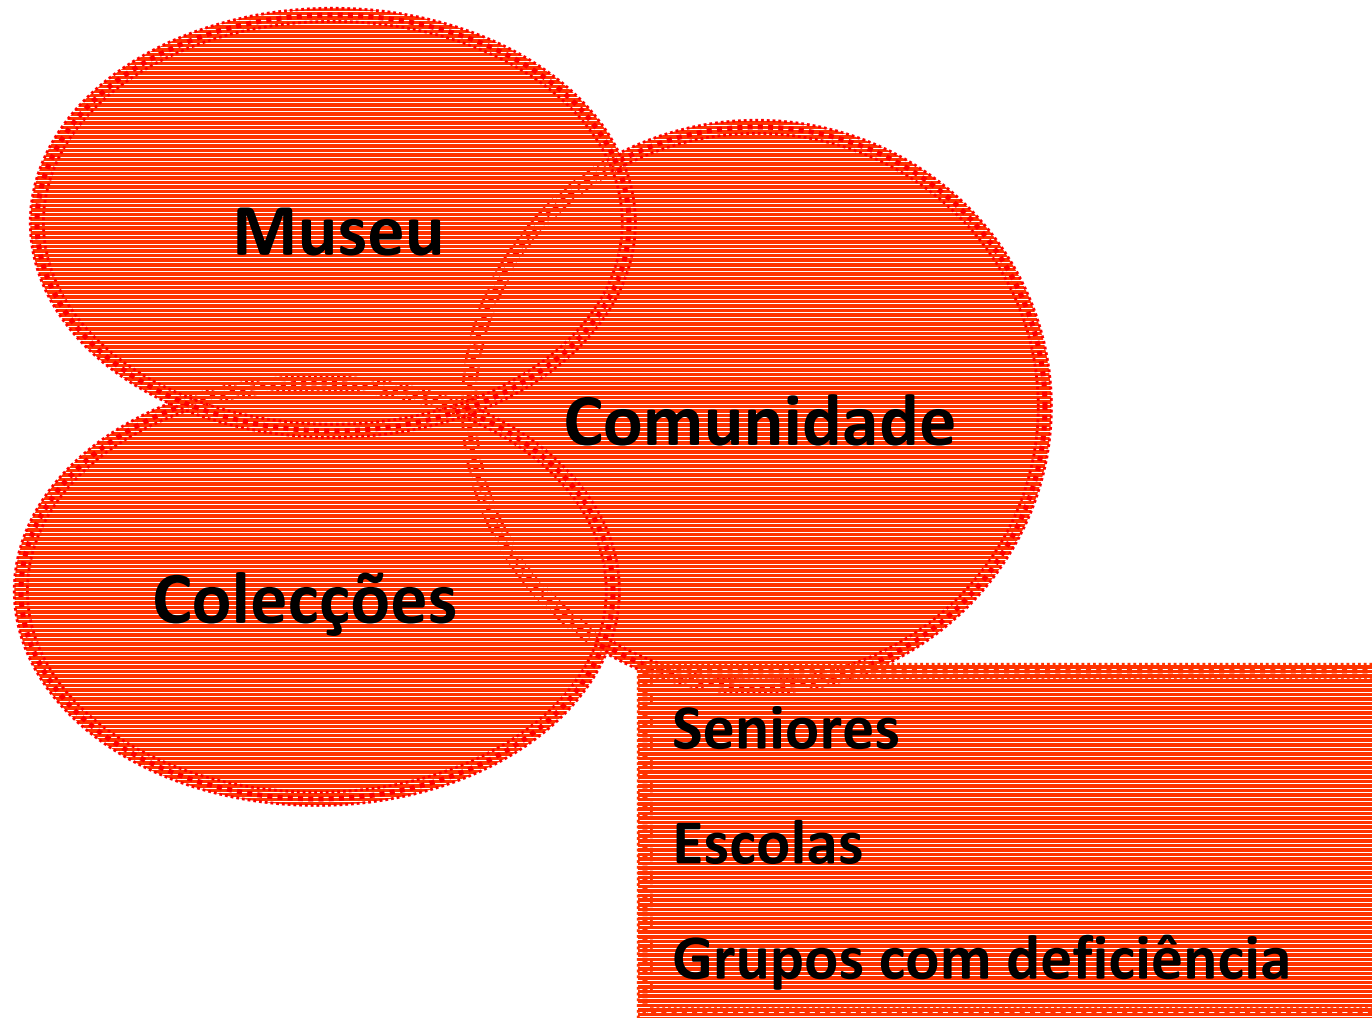 Museu
Comunidade
Colecções
Seniores
Escolas
Grupos com deficiência